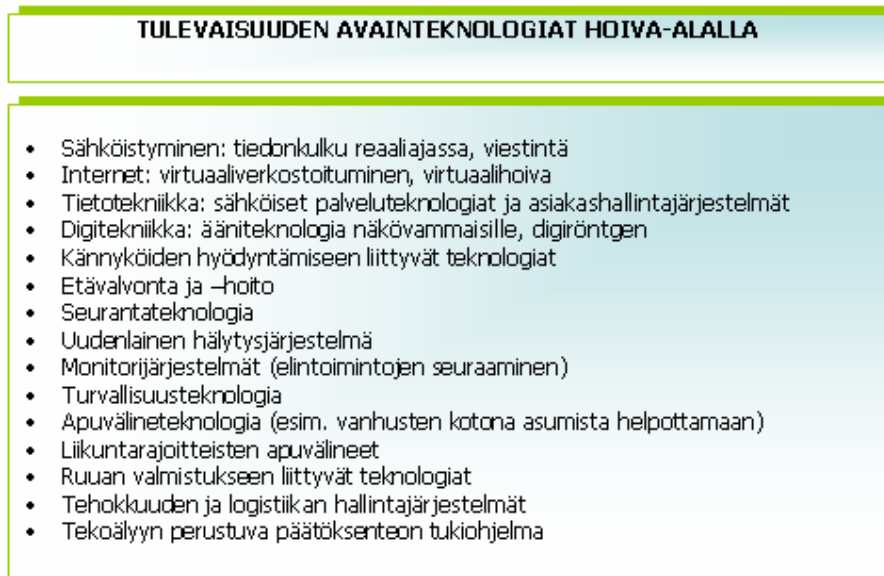 TULEVAISUUDEN AVAINTEKNOLOGIAT HOIVA-ALALLA
• Sähköistyminen: tiedonkulku reaaliajassa, viestintä
• Internet: virtuaaliverkostoituminen, virtuaalihoiva
• Tietotekniikka: sähköiset palveluteknologiat ja asiakashallintajärjestelmät
• Digitekniikka: ääniteknologia näkövammaisille, digiröntgen
• Kännyköiden hyödyntämiseen liittyvät teknologiat
• Etävalvonta ja –hoito
• Seurantateknologia
• Uudenlainen hälytysjärjestelmä
• Monitorijärjestelmät (elintoimintojen seuraaminen)
• Turvallisuusteknologia
• Apuvälineteknologia (esim. vanhusten kotona asumista helpottamaan)
• Liikuntarajoitteisten apuvälineet
• Ruuan valmistukseen liittyvät teknologiat
• Tehokkuuden ja logistiikan hallintajärjestelmät
• Tekoälyyn perustuva päätöksenteon tukiohjelma